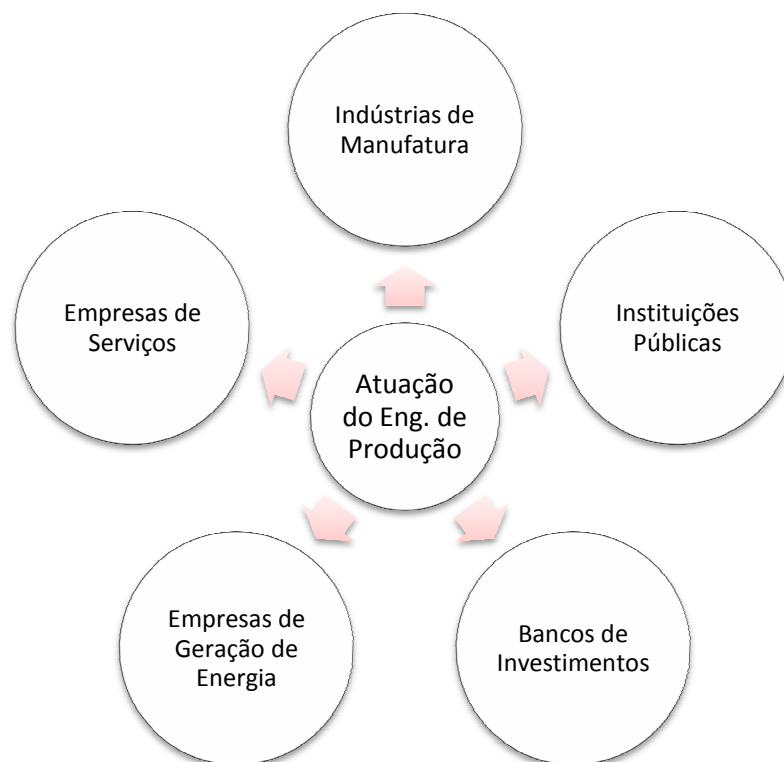 Indústrias de
Manufatura
Empresas de
Serviços
Instituições
Públicas
Atuação
do Eng. de
Produção
Empresas de
Geração de
Energia
Bancos de
Investimentos